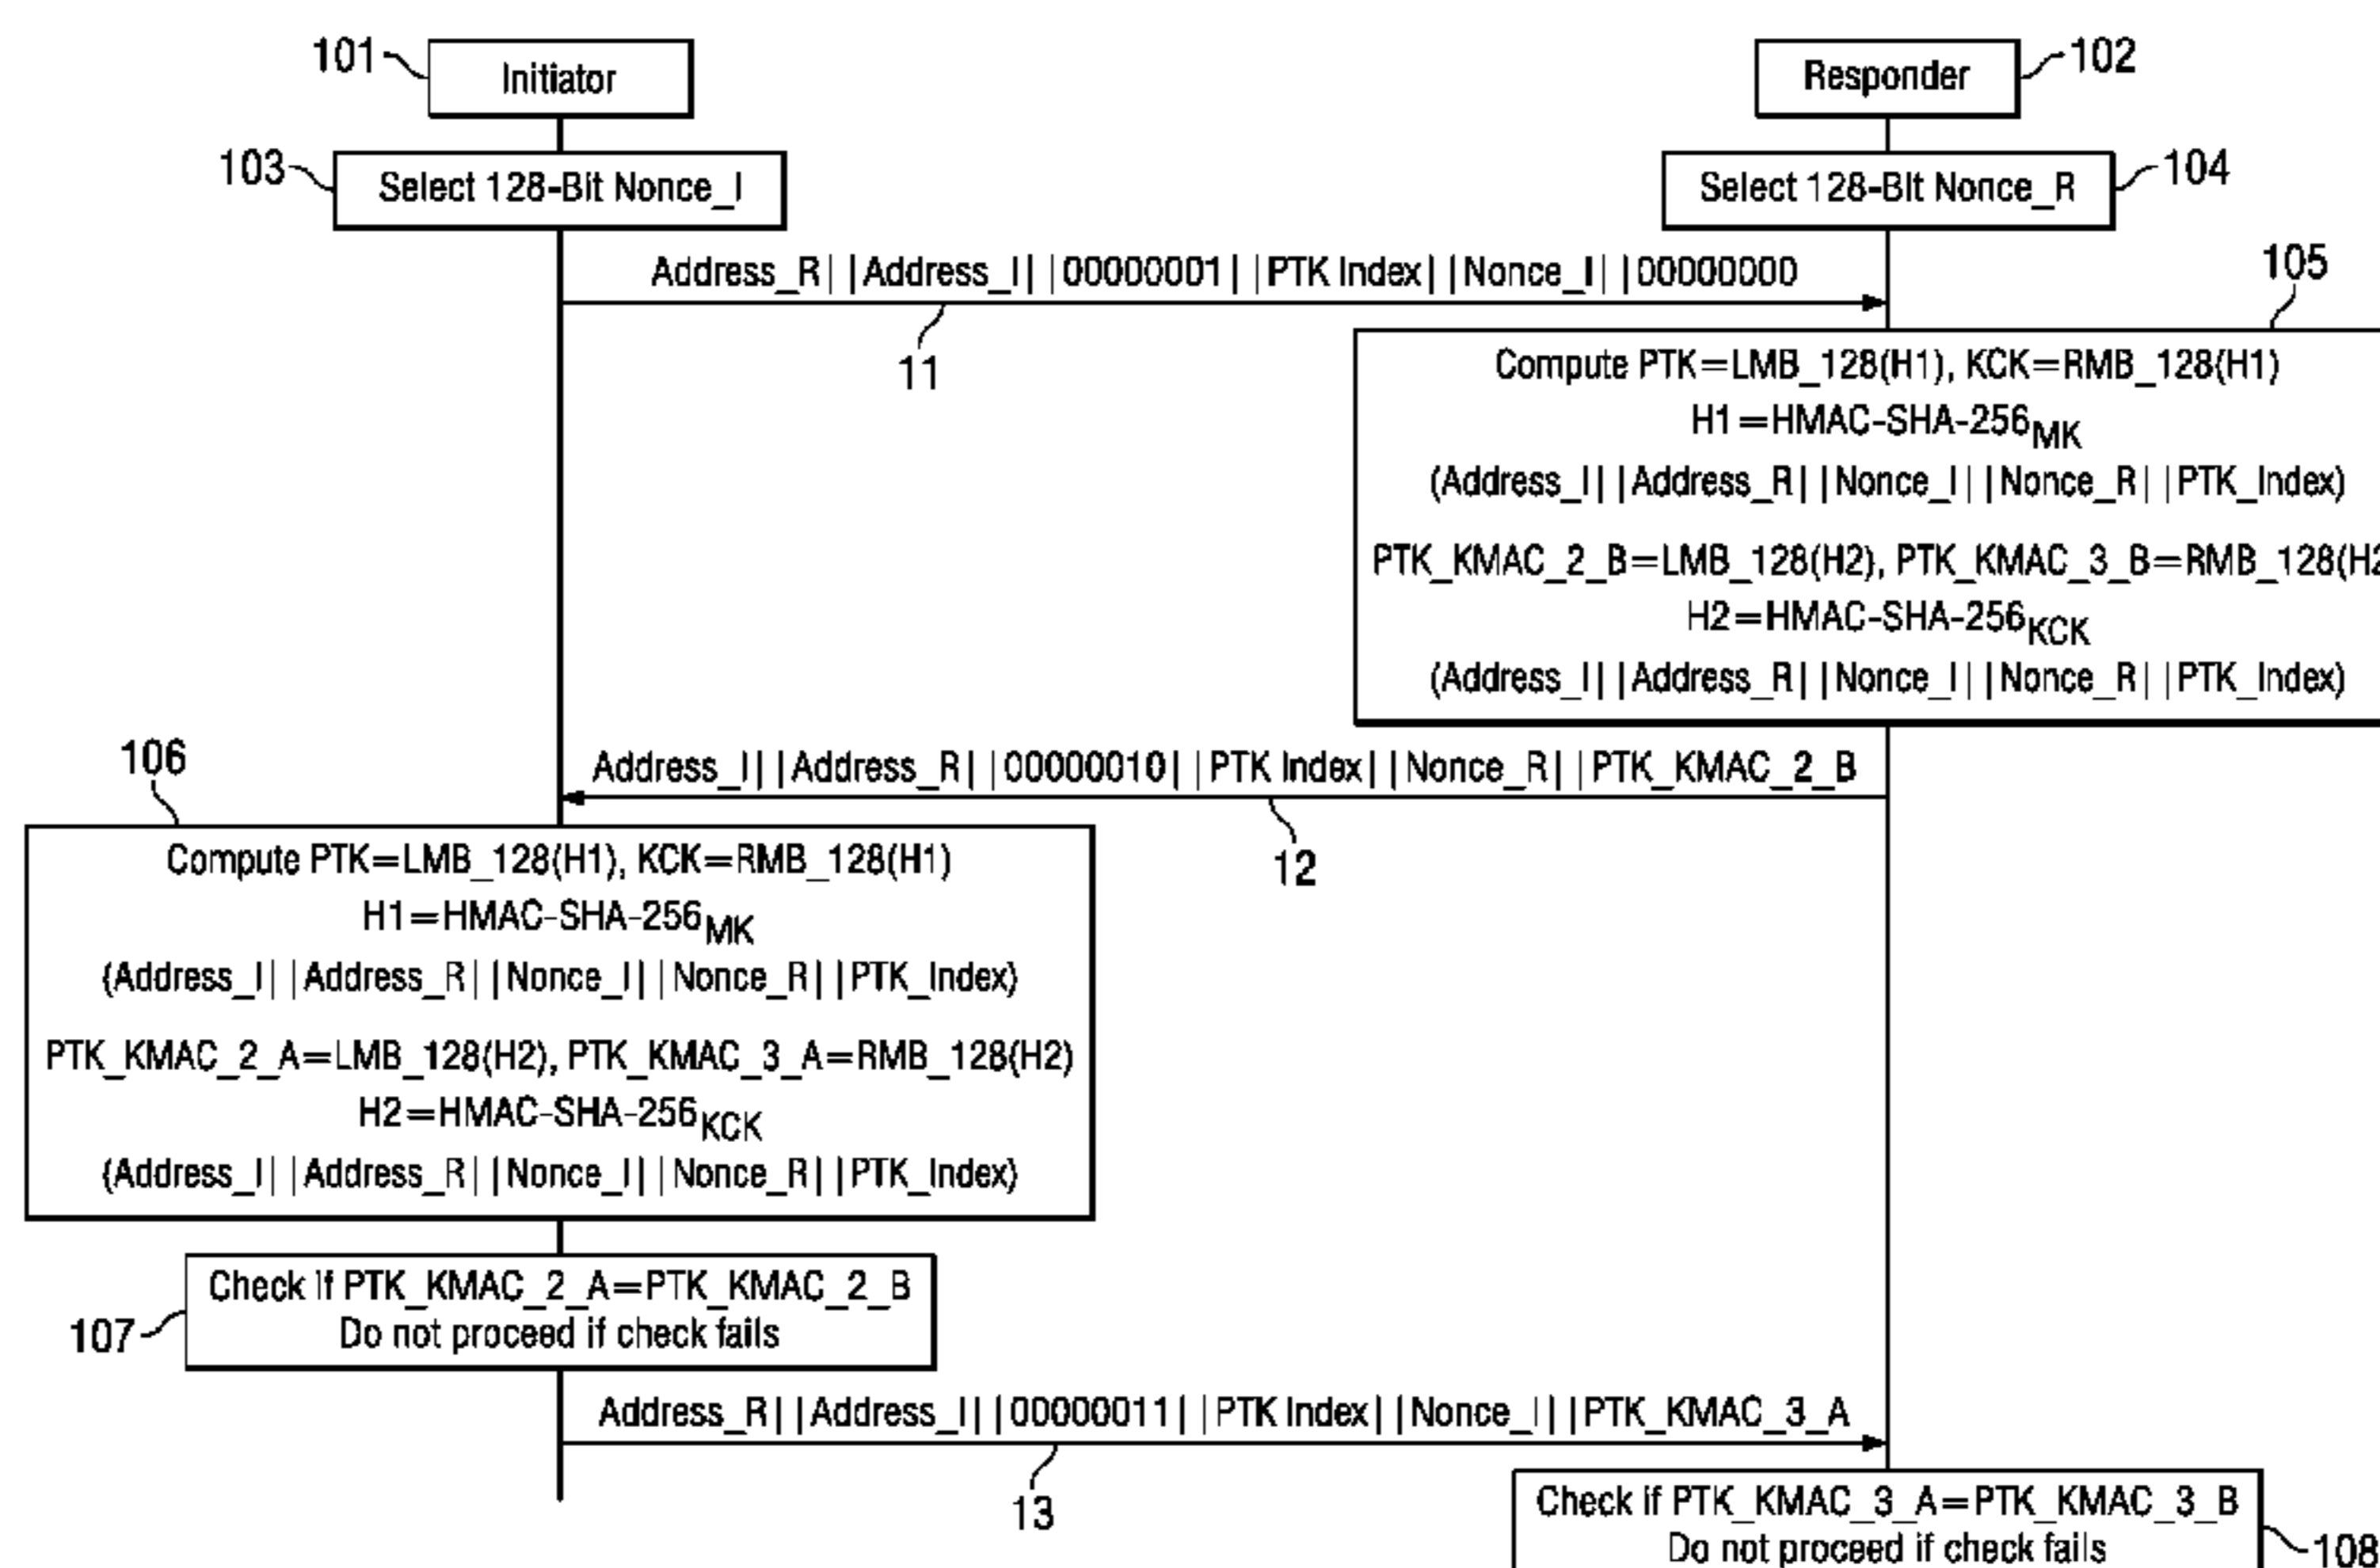 101
Initiator
Responder
102
103
Select 128-Bit Nonce_I
Select 128-Bit Nonce_R
104
Address_R||Address_I||00000001||PTK Index||Nonce_I||00000000
11
105
Compute PTK=LMB_128(H1), KCK=RMB_128(H1)
H1=HMAC-SHA-256MK
(Address_I||Address_R||Nonce_I||Nonce_R||PTK_Index)
PTK_KMAC_2_B=LMB_128(H2), PTK_KMAC_3_B=RMB_128(H2
H2=HMAC-SHA-256KCK
(Address_I||Address_R||Nonce_I||Nonce_R||PTK_Index)
Address_I||Address_R||00000010||PTK Index||Nonce_R||PTK_KMAC_2_B
12
106
Compute PTK=LMB_128(H1), KCK=RMB_128(H1)
H1=HMAC-SHA-256MK
(Address_I||Address_R||Nonce_I||Nonce_R||PTK_Index)
PTK_KMAC_2_A=LMB_128(H2), PTK_KMAC_3_A=RMB_128(H2)
H2=HMAC-SHA-256KCK
(Address_I||Address_R||Nonce_I||Nonce_R||PTK_Index)
107
Check if PTK_KMAC_2_A=PTK_KMAC_2_B
Do not proceed if check fails
Address_R||Address_I||00000011||PTK Index||Nonce_I||PTK_KMAC_3_A
13
Check if PTK_KMAC_3_A=PTK_KMAC_3_B
Do not proceed if check fails
108